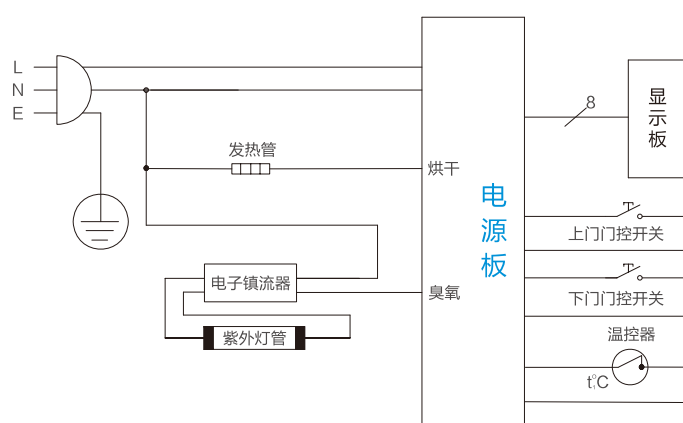 L
N
E
发热管
烘干
电子镇流器
臭氧
紫外灯管
电源板
8
显示板
上门门控开关
下门门控开关
温控器
t℃